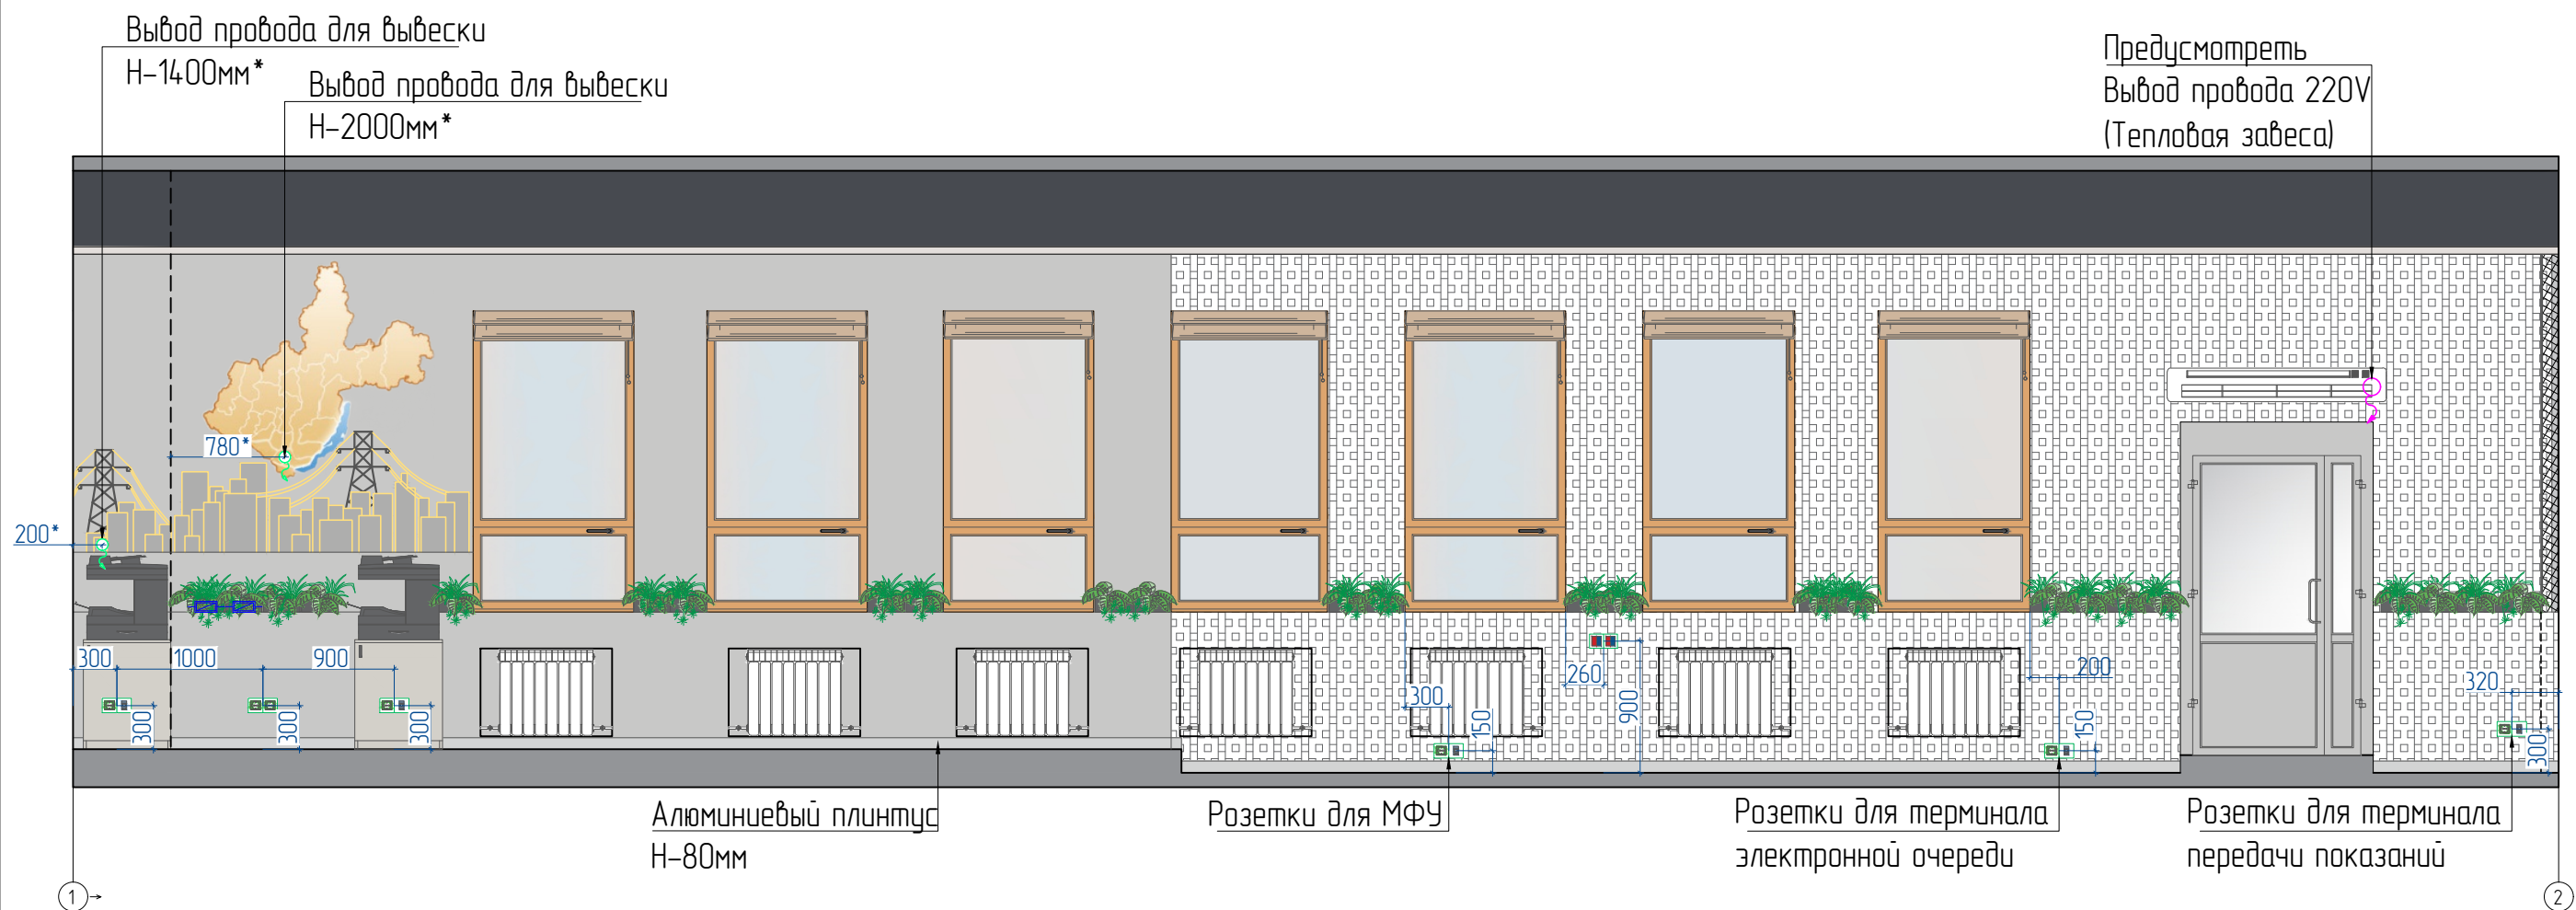 Вывод провода для вывески
Н-1400мм*
Вывод провода для вывески
Н-2000мм*
Предусмотреть
Вывод провода 220V
(Тепловая завеса)
780*
200*
300
1000
900
300
300
300
300
150
260
900
200
150
320
300
Алюминиевый плинтус
Н-80мм
Розетки для МФУ
Розетки для терминала
электронной очереди
Розетки для терминала
передачи показаний
1
2